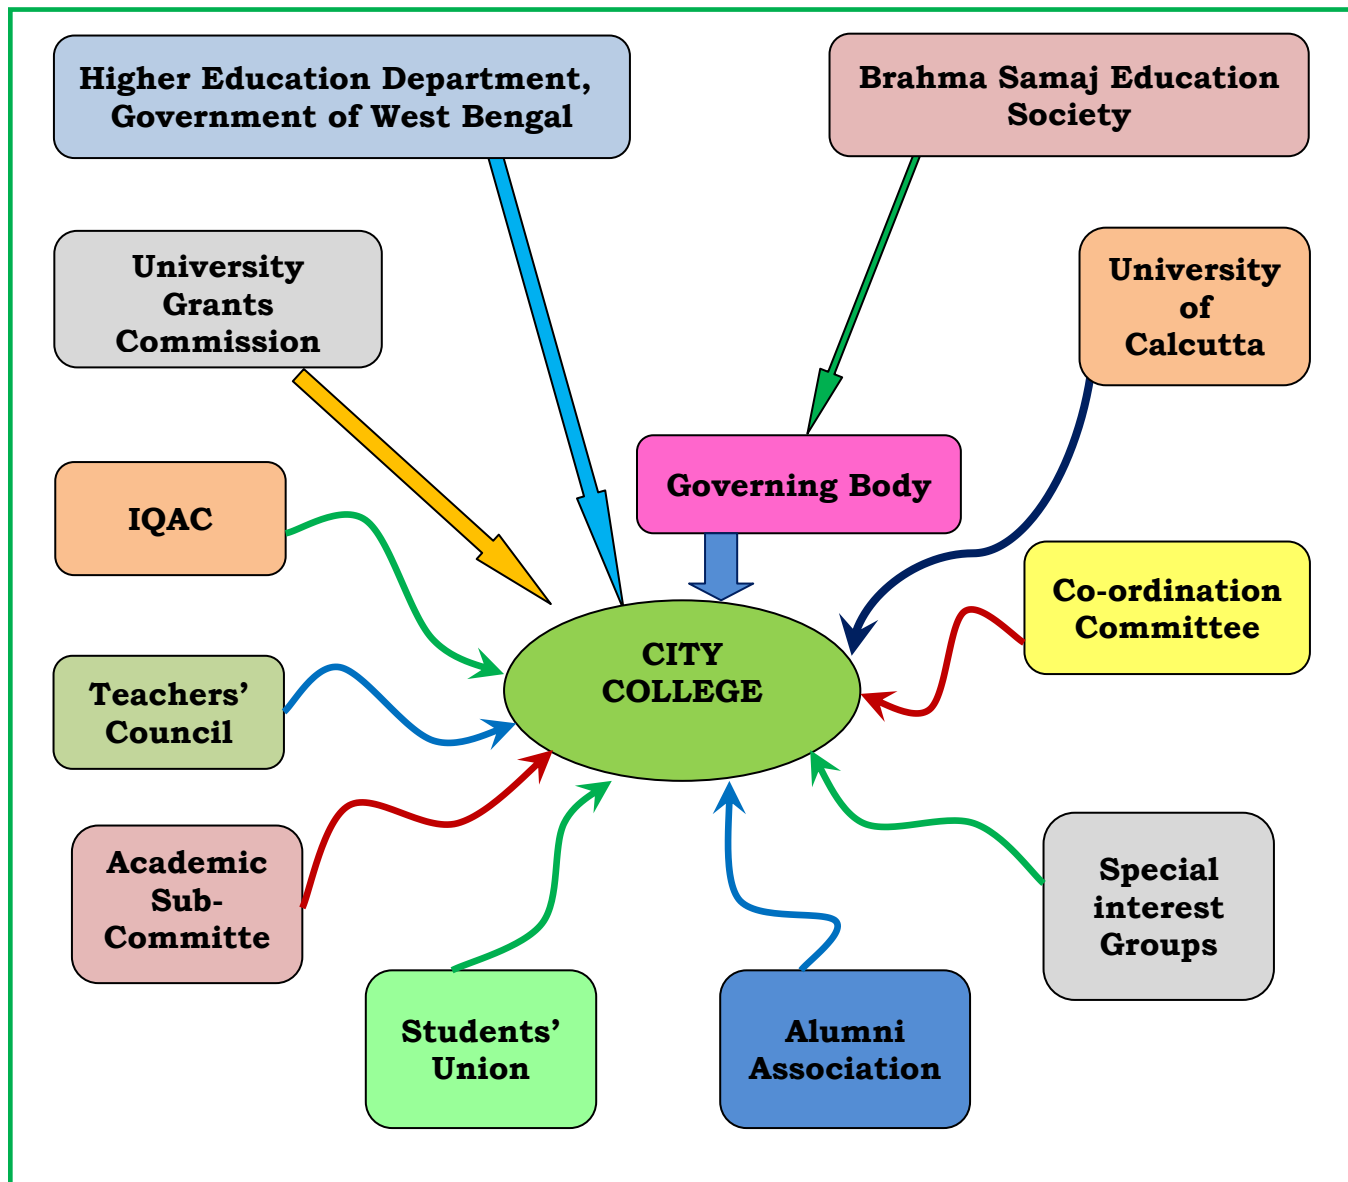 Higher Education Department,
Government of West Bengal
Brahma Samaj Education
Society
University
Grants
Commission
University
of
Calcutta
IQAC
Governing Body
Co-ordination
Committee
CITY
COLLEGE
Teachers’
Council
Academic
Sub-
Committe
Special
interest
Groups
Students’
Union
Alumni
Association